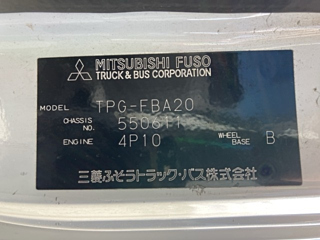 MITSUBISHI FUSO
TRUCK & BUS CORPORATION
MODEL TPG-FBA20
CHASSIS NO.
ENGINE 4P10 WHEEL BASE B
三菱ふそうトラック・バス株式会社